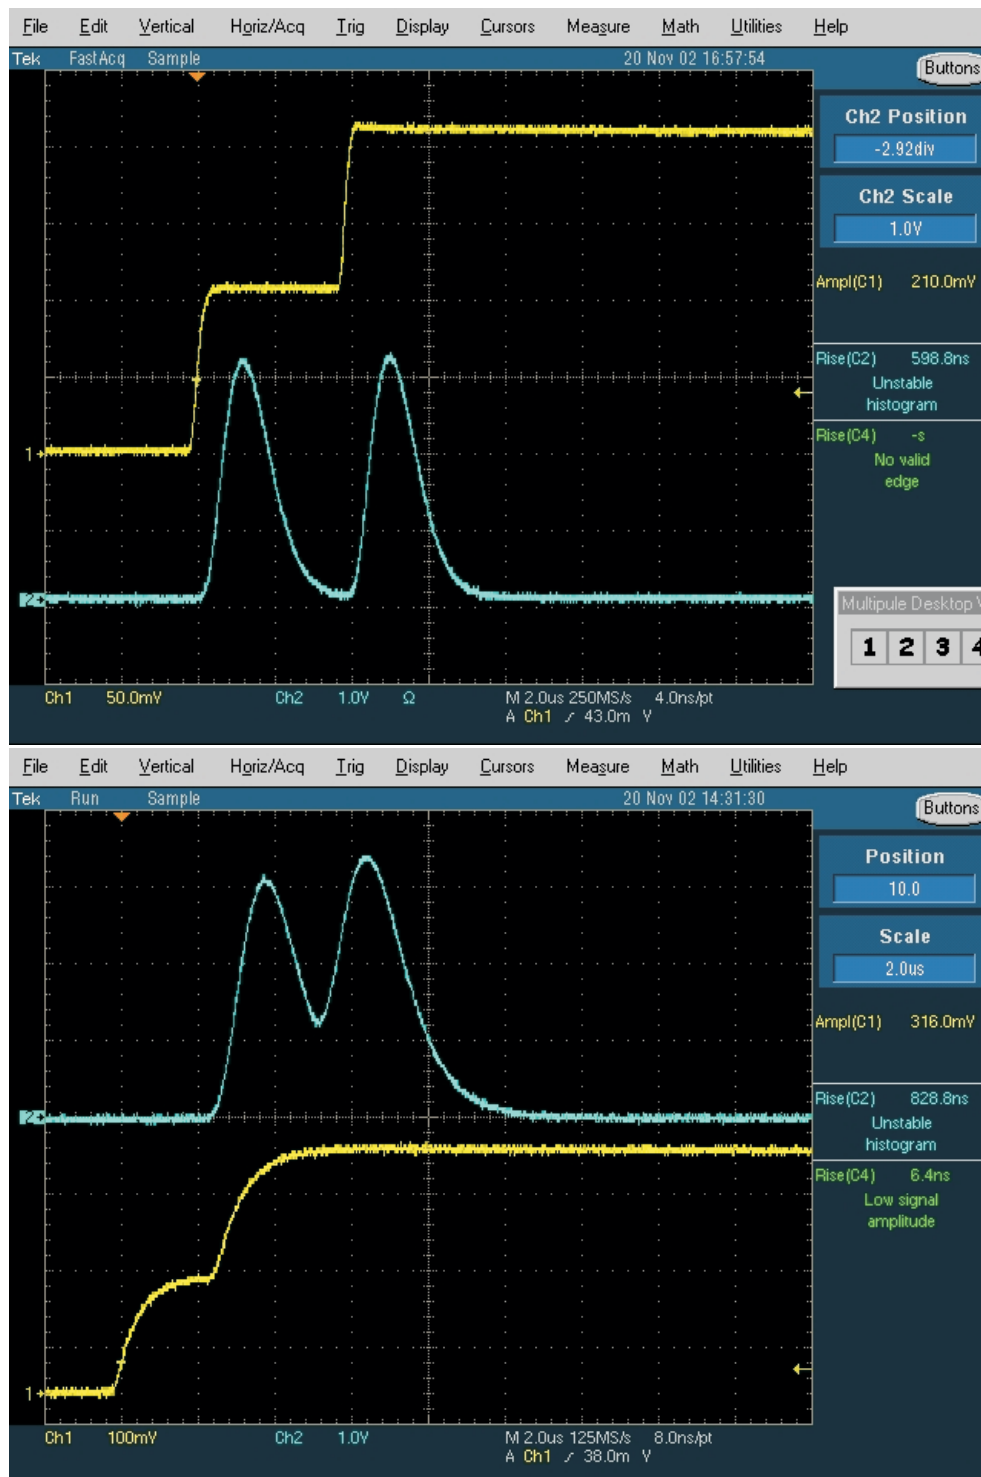 File Edit Vertical Horiz/Acq Trig Display Cursors Measure Math Utilities Help
Tek FastAcq Sample 20 Nov 02 16:57:54
Buttons
Ch2 Position
-2.92div
Ch2 Scale
1.0V
Ampl(C1) 210.0mV
Rise(C2) 598.8ns
Unstable
histogram
Rise(C4) -s
No valid
edge
1
2
Multipule Desktop
1 2 3 4
Ch1 50.0mV Ch2 1.0V Ω M 2.0us 250MS/s 4.0ns/pt
A Ch1 43.0m V
File Edit Vertical Horiz/Acq Trig Display Cursors Measure Math Utilities Help
Tek Run Sample 20 Nov 02 14:31:30
Buttons
Position
10.0
Scale
2.0us
Ampl(C1) 316.0mV
Rise(C2) 828.8ns
Unstable
histogram
Rise(C4) 6.4ns
Low signal
amplitude
2
1
Ch1 100mV Ch2 1.0V M 2.0us 125MS/s 8.0ns/pt
A Ch1 38.0m V